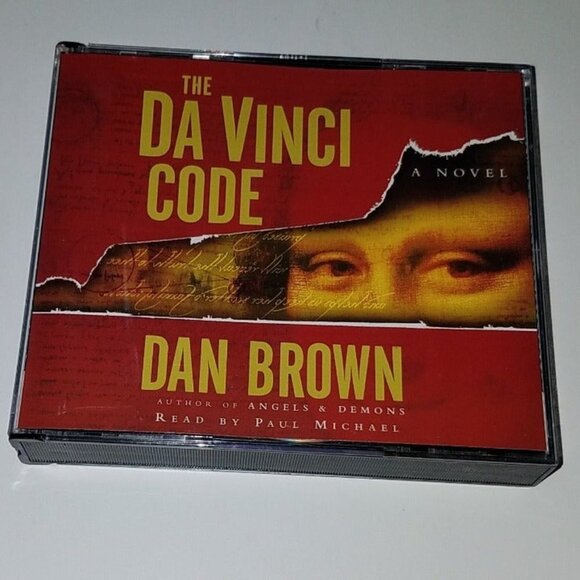 THE
DA VINCI
CODE
A NOVEL
DAN BROWN
AUTHOR OF ANGELS & DEMONS
READ BY PAUL MICHAEL